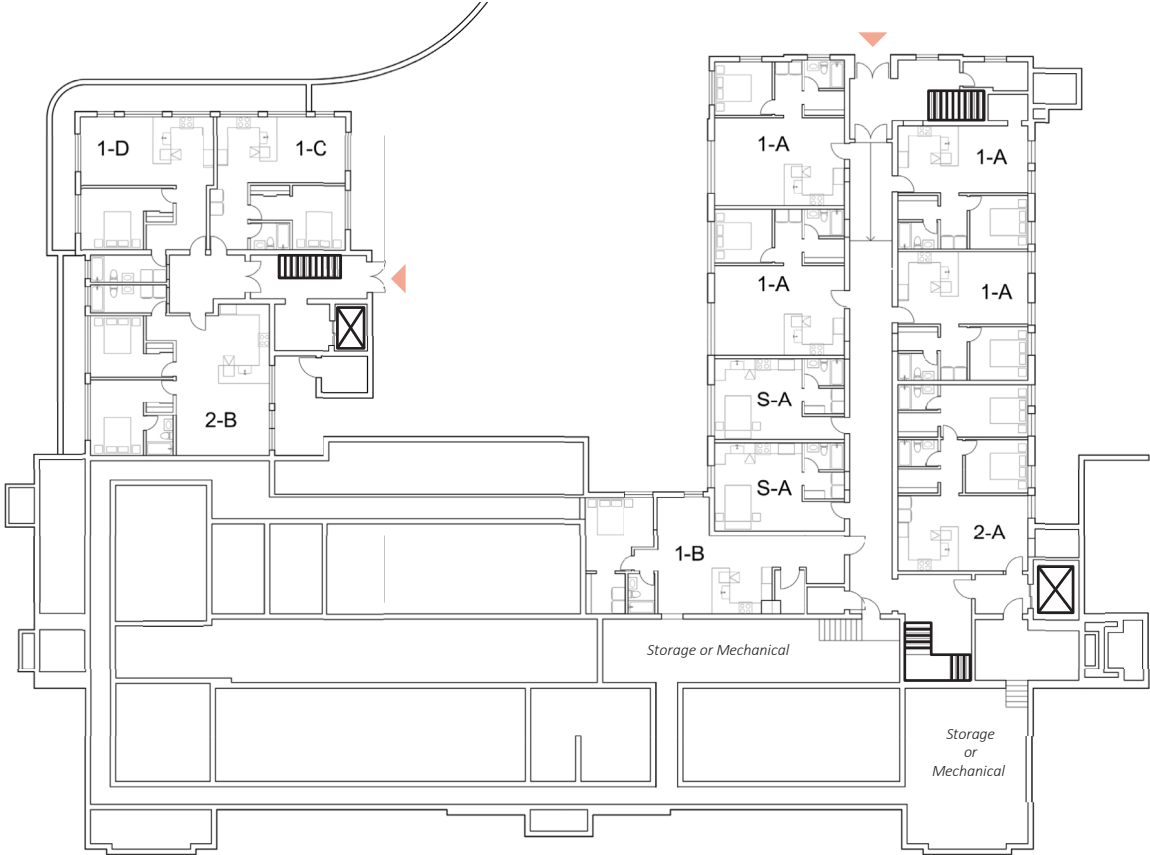 1-D
1-C
2-B
1-A
1-A
1-A
1-A
S-A
S-A
2-A
1-B
Storage or Mechanical
Storage
or
Mechanical